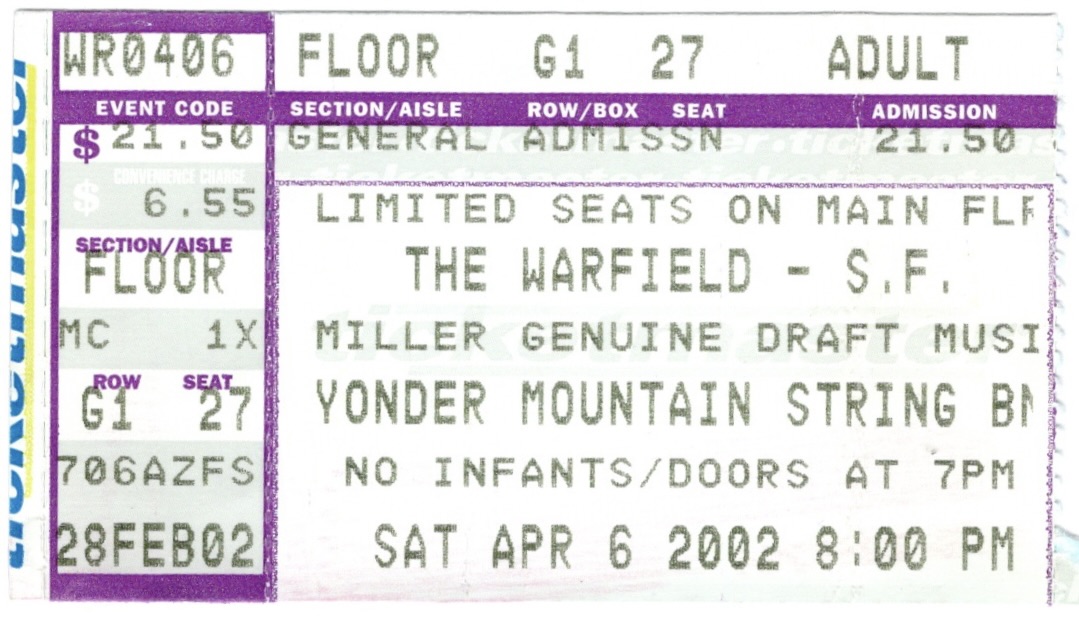 ticketmaster
WR0406 FLOOR G1 27 ADULT
EVENT CODE SECTION/AISLE ROW/BOX SEAT ADMISSION
$ 21.50 GENERAL ADMISSN 21.50
CONVENIENCE CHARGE
$ 6.55
LIMITED SEATS ON MAIN FLR
SECTION/AISLE
FLOOR
THE WARFIELD - S.F.
MC 1X
MILLER GENUINE DRAFT MUSI
ROW SEAT
G1 27
YONDER MOUNTAIN STRING BN
706AZFS
NO INFANTS/DOORS AT 7PM
28FEB02
SAT APR 6 2002 8:00 PM